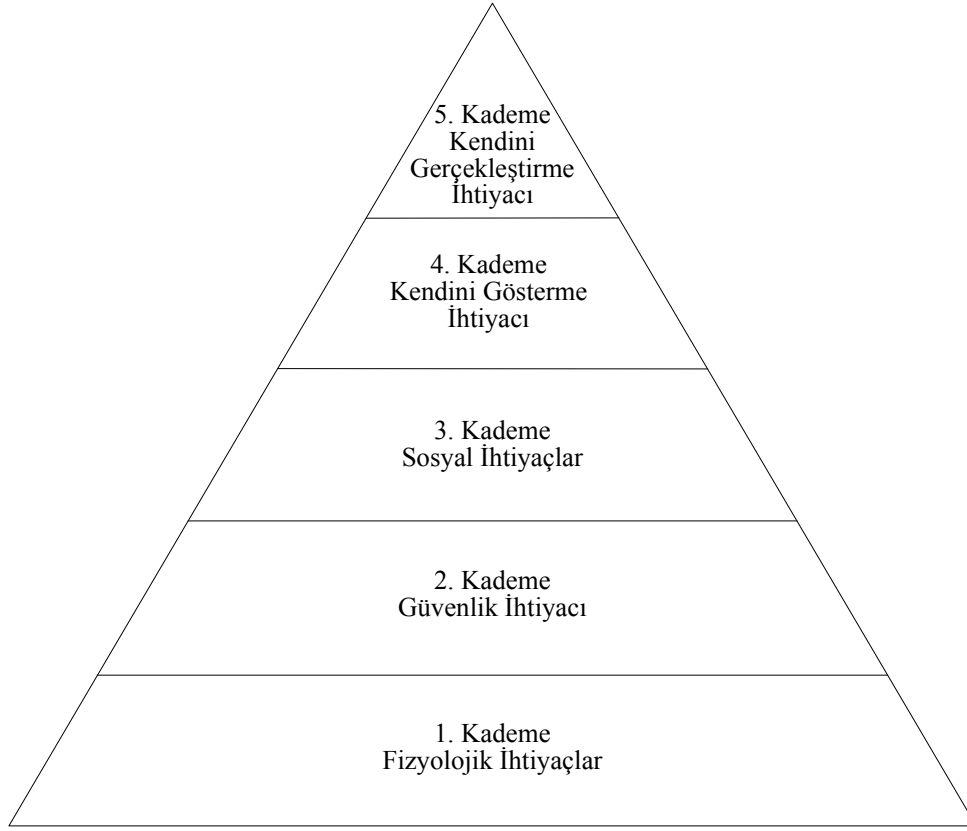 5. Kademe
Kendini
Gerçekleştirme
İhtiyacı
4. Kademe
Kendini Gösterme
İhtiyacı
3. Kademe
Sosyal İhtiyaçlar
2. Kademe
Güvenlik İhtiyacı
1. Kademe
Fizyolojik İhtiyaçlar